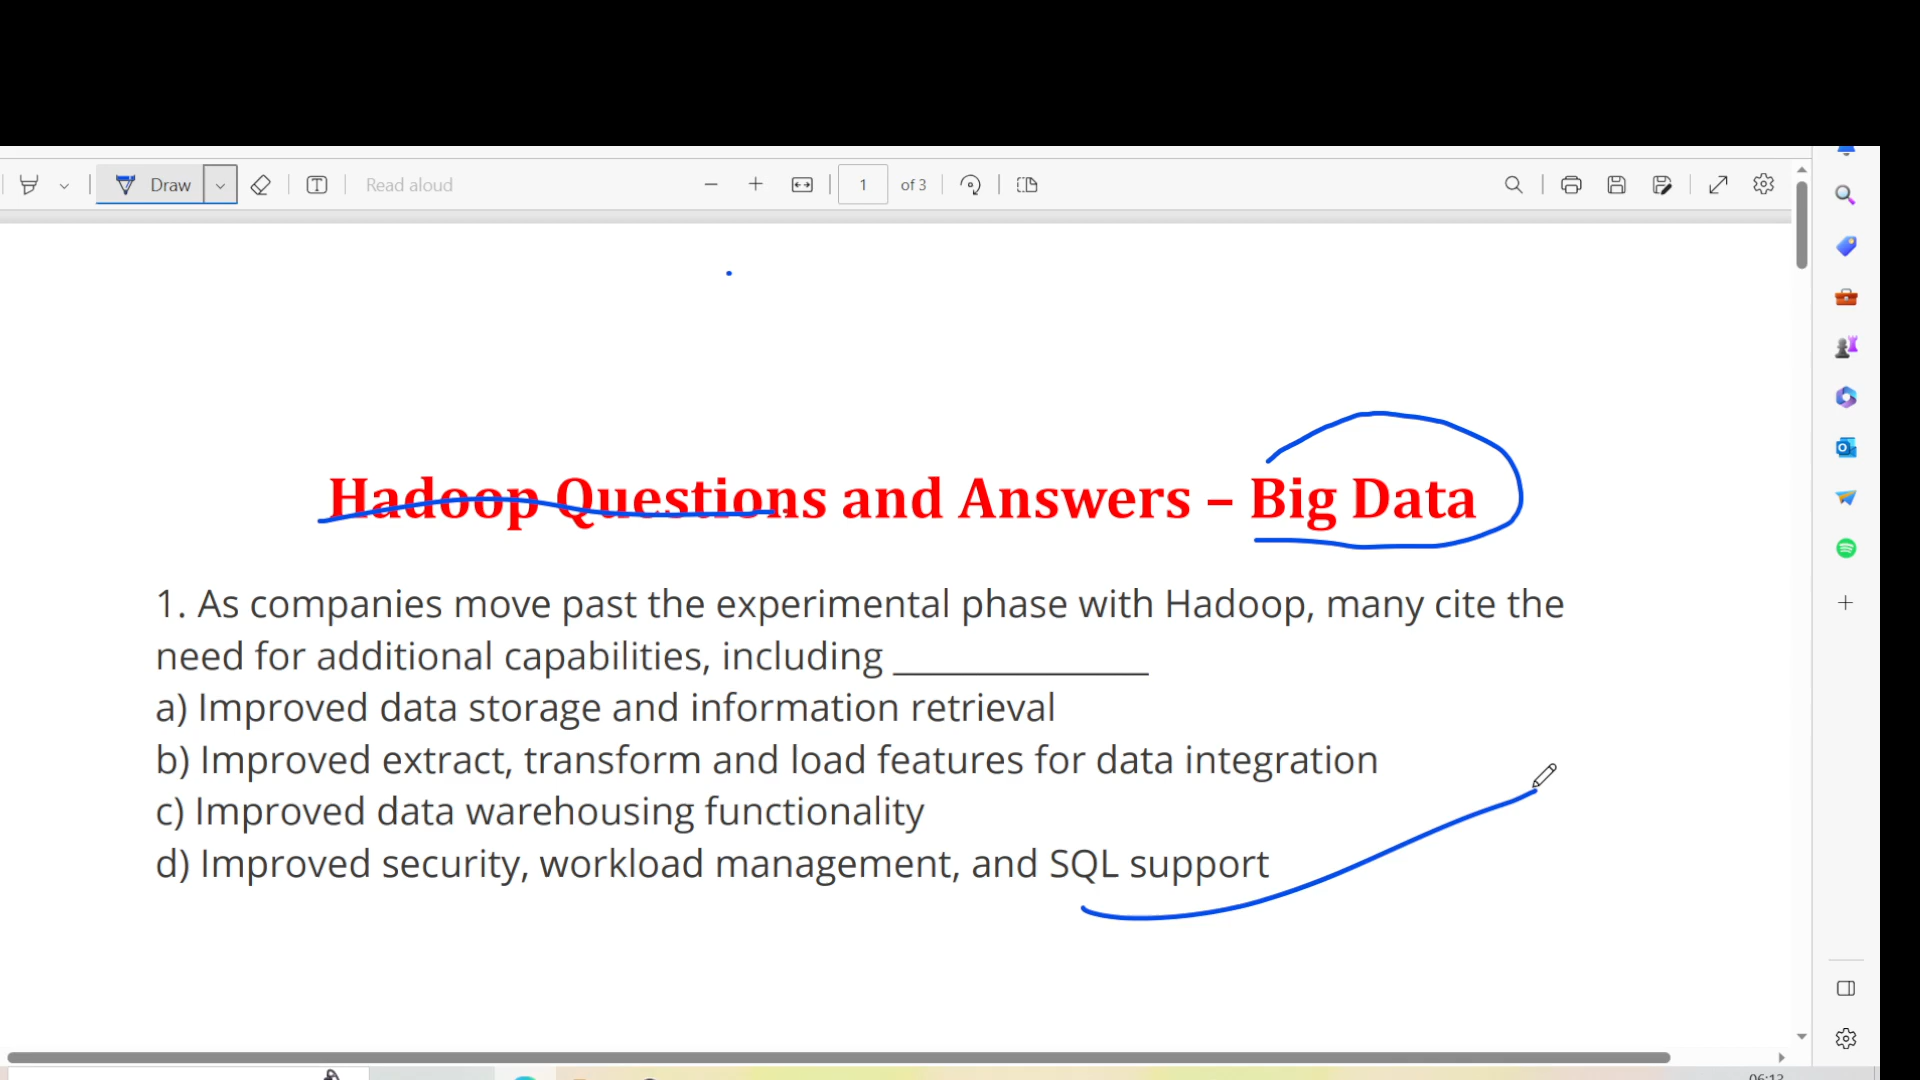 Draw
Read aloud
1
of 3
Hadoop Questions and Answers – Big Data
1. As companies move past the experimental phase with Hadoop, many cite the
need for additional capabilities, including _______________
a) Improved data storage and information retrieval
b) Improved extract, transform and load features for data integration
c) Improved data warehousing functionality
d) Improved security, workload management, and SQL support